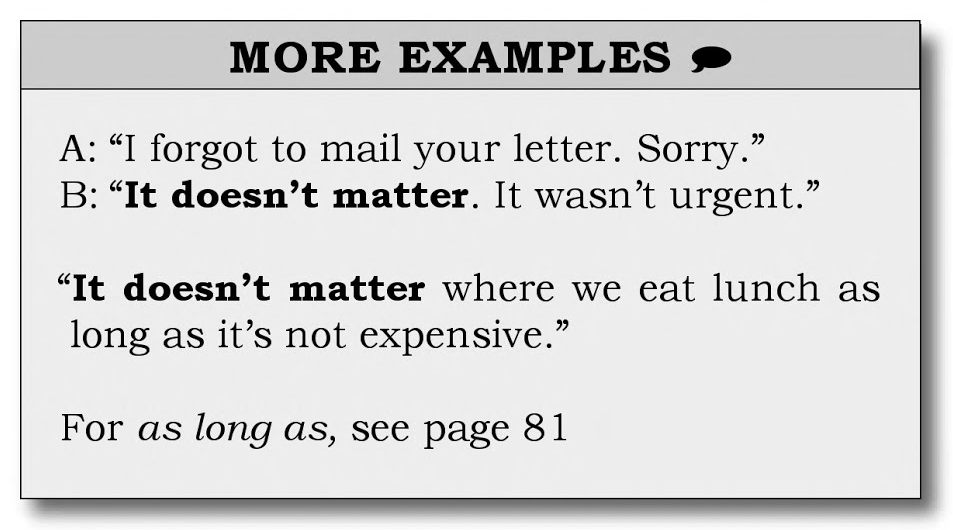 MORE EXAMPLES
A: “I forgot to mail your letter. Sorry.”
B: “It doesn’t matter. It wasn’t urgent.”
“It doesn’t matter where we eat lunch as
long as it’s not expensive.”
For as long as, see page 81